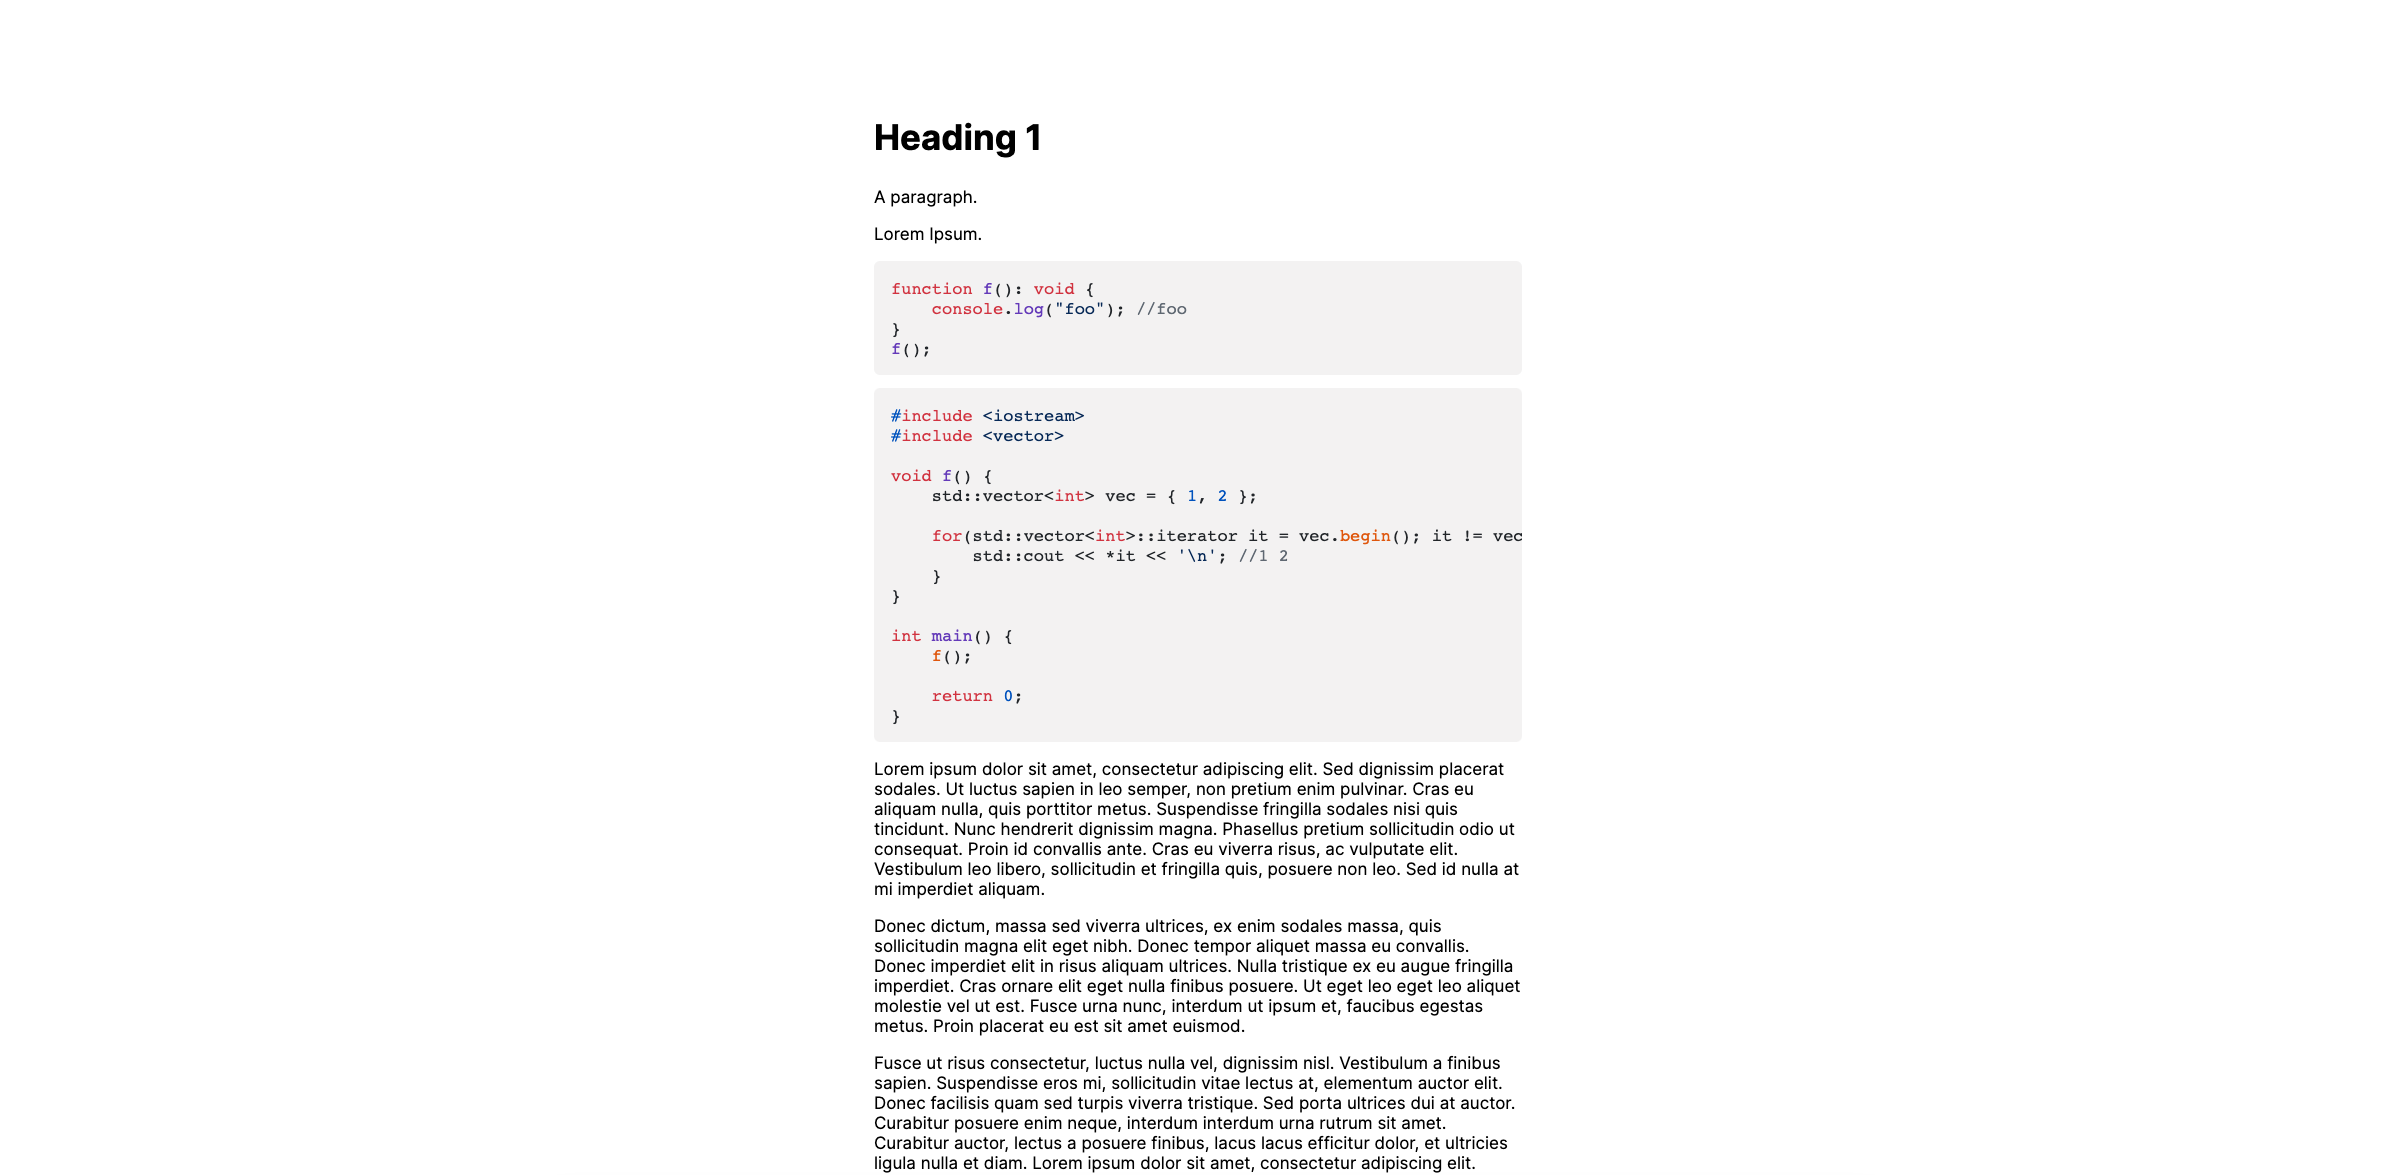 Heading 1
A paragraph.
Lorem Ipsum.
function f(): void {
    console.log("foo"); //foo
}
f();
#include <iostream>
#include <vector>
void f() {
    std::vector<int> vec = { 1, 2 };
    for(std::vector<int>::iterator it = vec.begin(); it != vec
        std::cout << *it << '\n'; //1 2
    }
}
int main() {
    f();
    return 0;
}
Lorem ipsum dolor sit amet, consectetur adipiscing elit. Sed dignissim placerat
sodales. Ut luctus sapien in leo semper, non pretium enim pulvinar. Cras eu
aliquam nulla, quis porttitor metus. Suspendisse fringilla sodales nisi quis
tincidunt. Nunc hendrerit dignissim magna. Phasellus pretium sollicitudin odio ut
consequat. Proin id convallis ante. Cras eu viverra risus, ac vulputate elit.
Vestibulum leo libero, sollicitudin et fringilla quis, posuere non leo. Sed id nulla at
mi imperdiet aliquam.
Donec dictum, massa sed viverra ultrices, ex enim sodales massa, quis
sollicitudin magna elit eget nibh. Donec tempor aliquet massa eu convallis.
Donec imperdiet elit in risus aliquam ultrices. Nulla tristique ex eu augue fringilla
imperdiet. Cras ornare elit eget nulla finibus posuere. Ut eget leo eget leo aliquet
molestie vel ut est. Fusce urna nunc, interdum ut ipsum et, faucibus egestas
metus. Proin placerat eu est sit amet euismod.
Fusce ut risus consectetur, luctus nulla vel, dignissim nisl. Vestibulum a finibus
sapien. Suspendisse eros mi, sollicitudin vitae lectus at, elementum auctor elit.
Donec facilisis quam sed turpis viverra tristique. Sed porta ultrices dui at auctor.
Curabitur posuere enim neque, interdum interdum urna rutrum sit amet.
Curabitur auctor, lectus a posuere finibus, lacus lacus efficitur dolor, et ultricies
ligula nulla et diam. Lorem ipsum dolor sit amet, consectetur adipiscing elit.